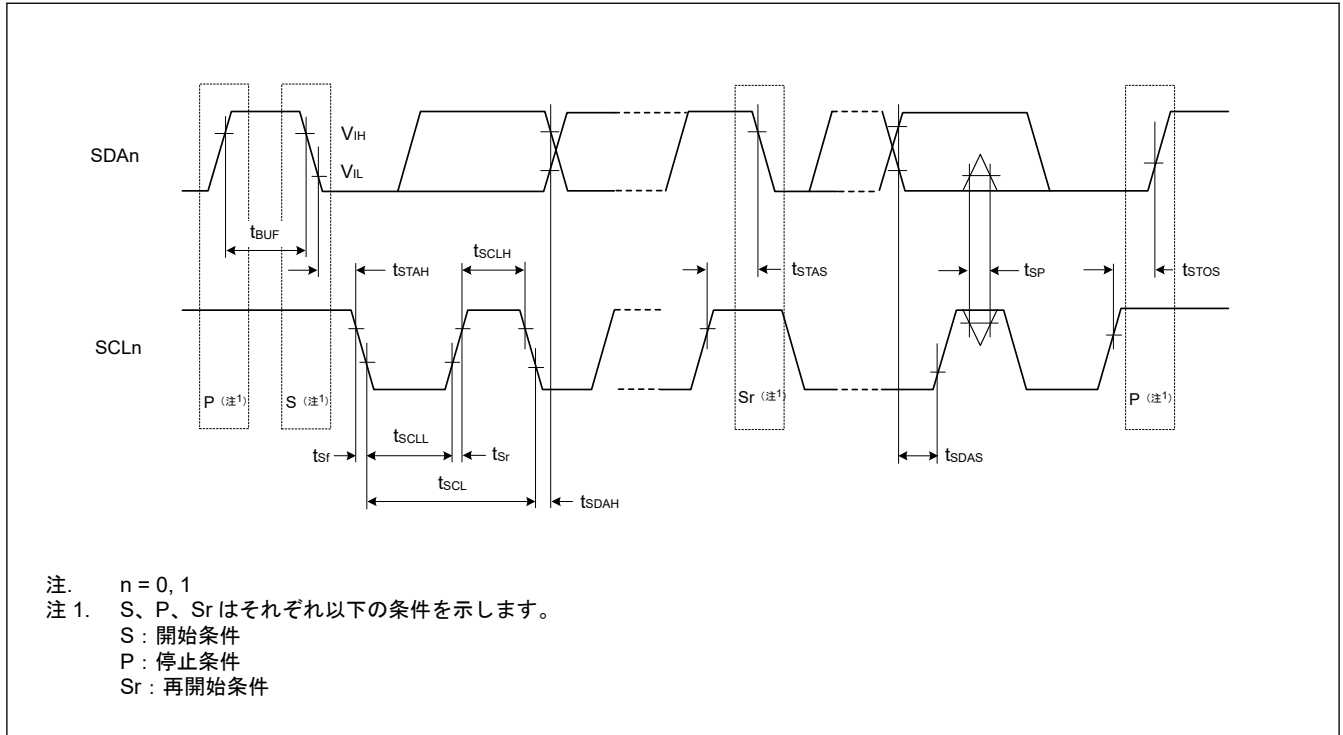 SDAn
VIH
VIL
tBUF
tSTAH
tSCLH
tSTAS
tSP
tSTOS
SCLn
P（注1）
S（注1）
Sr（注1）
P（注1）
tSf
tSCLL
tSr
tSCL
tSDAH
tSDAS
注. n = 0, 1
注 1. S、P、Sr はそれぞれ以下の条件を示します。
S：開始条件
P：停止条件
Sr：再開始条件